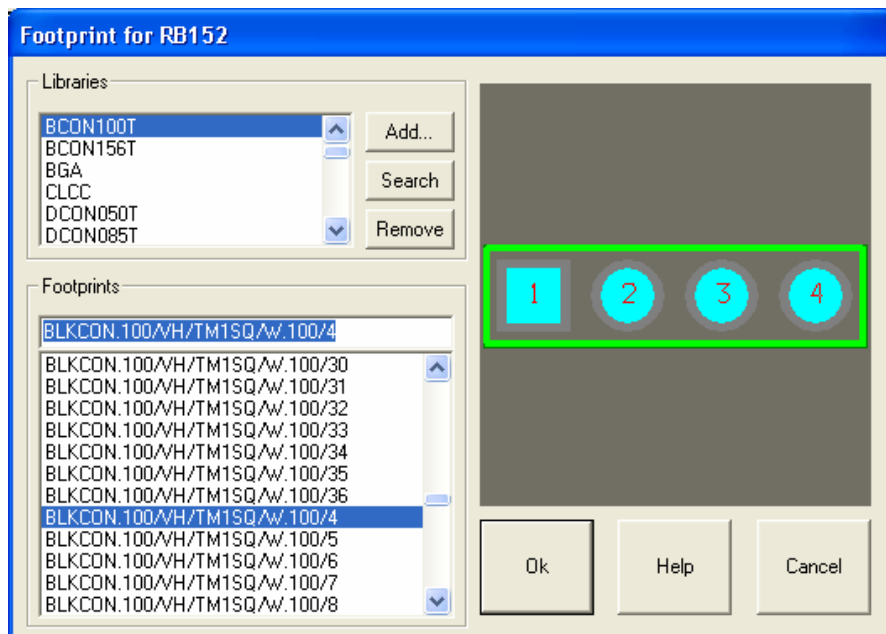 Footprint for RB152
Libraries
BCON100T
BCON156T
BGA
CLCC
DCON050T
DCON085T
Add...
Search
Remove
Footprints
BLKCON.100/VH/TM1SQ/W.100/4
BLKCON.100/VH/TM1SQ/W.100/30
BLKCON.100/VH/TM1SQ/W.100/31
BLKCON.100/VH/TM1SQ/W.100/32
BLKCON.100/VH/TM1SQ/W.100/33
BLKCON.100/VH/TM1SQ/W.100/34
BLKCON.100/VH/TM1SQ/W.100/35
BLKCON.100/VH/TM1SQ/W.100/36
BLKCON.100/VH/TM1SQ/W.100/4
BLKCON.100/VH/TM1SQ/W.100/5
BLKCON.100/VH/TM1SQ/W.100/6
BLKCON.100/VH/TM1SQ/W.100/7
BLKCON.100/VH/TM1SQ/W.100/8
1 2 3 4
Ok Help Cancel